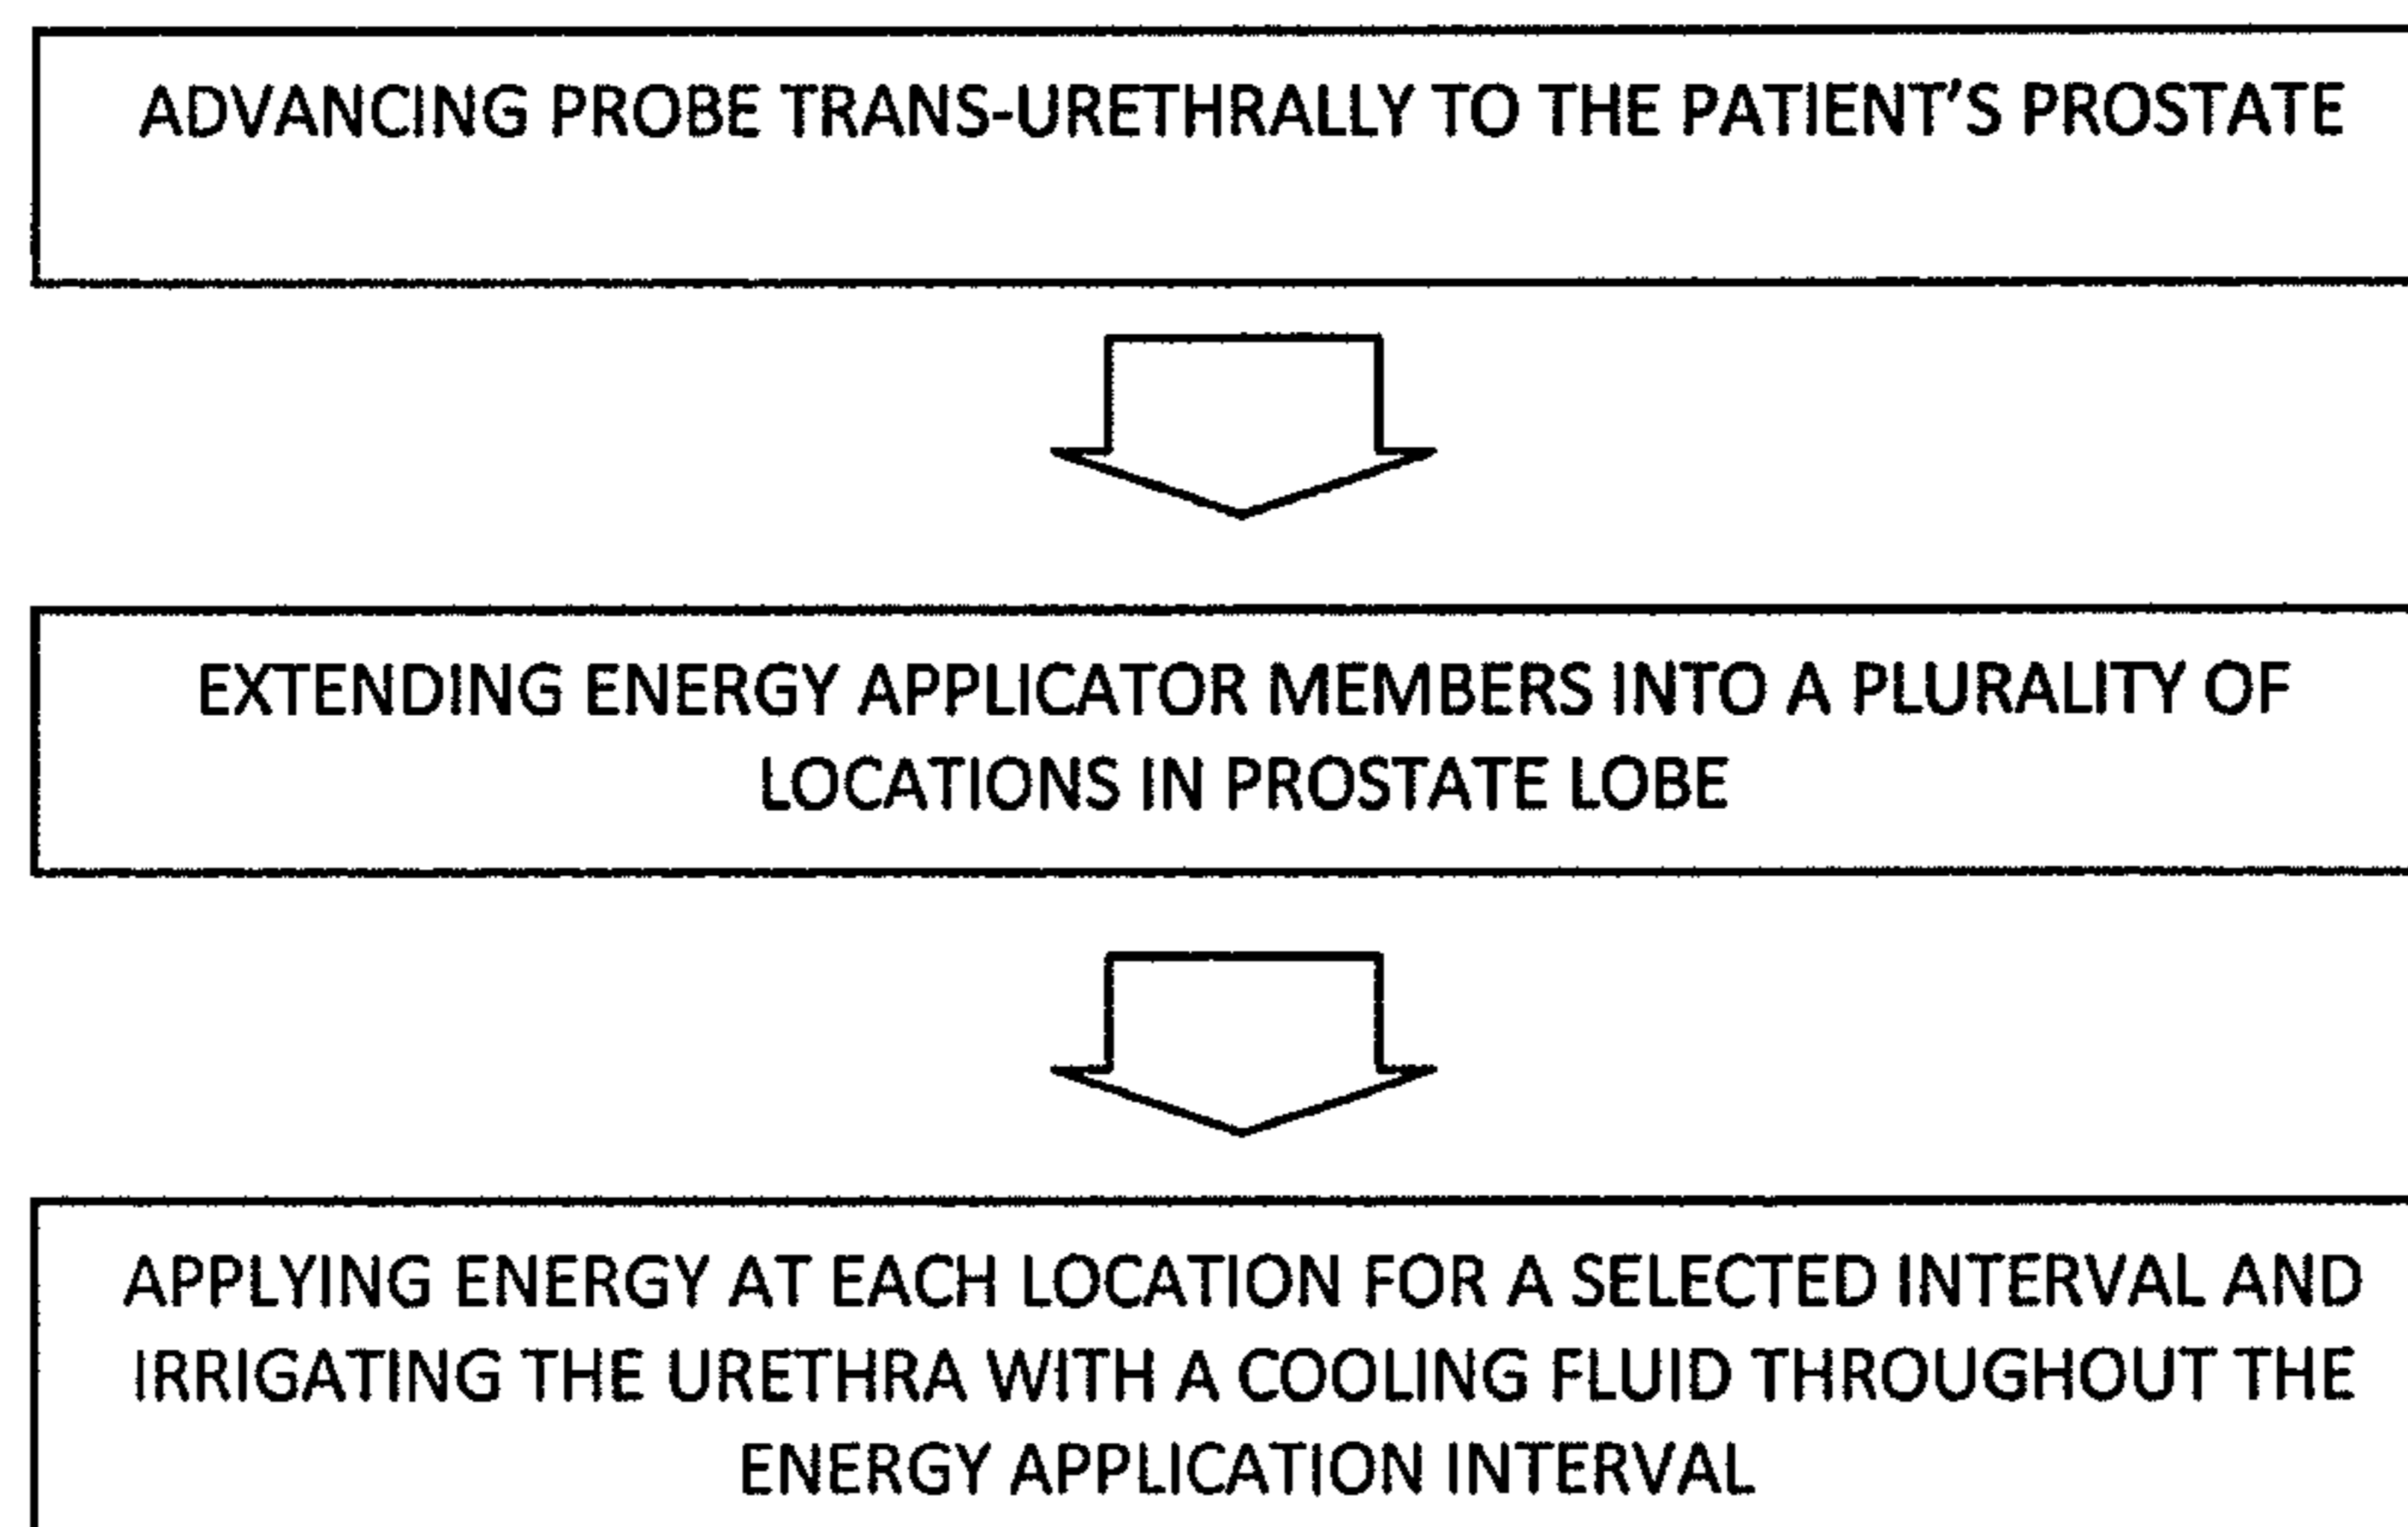 ADVANCING PROBE TRANS-URETHRALLY TO THE PATIENT'S PROSTATE
EXTENDING ENERGY APPLICATOR MEMBERS INTO A PLURALITY OF
LOCATIONS IN PROSTATE LOBE
APPLYING ENERGY AT EACH LOCATION FOR A SELECTED INTERVAL AND
IRRIGATING THE URETHRA WITH A COOLING FLUID THROUGHOUT THE
ENERGY APPLICATION INTERVAL